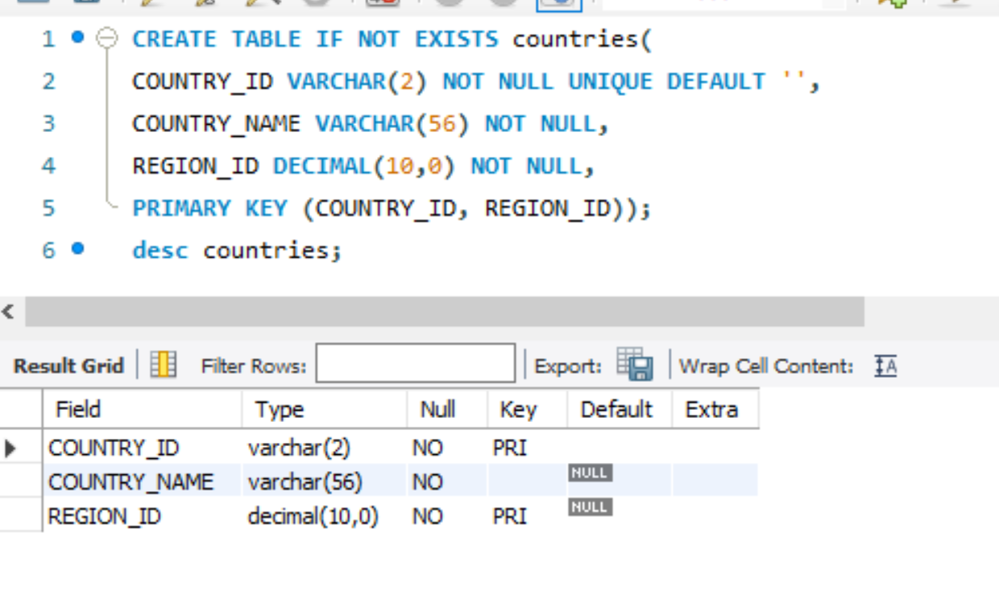 1 CREATE TABLE IF NOT EXISTS countries(
2 COUNTRY_ID VARCHAR(2) NOT NULL UNIQUE DEFAULT '',
3 COUNTRY_NAME VARCHAR(56) NOT NULL,
4 REGION_ID DECIMAL(10,0) NOT NULL,
5 PRIMARY KEY (COUNTRY_ID, REGION_ID));
6 desc countries;
Result Grid Filter Rows: Export: Wrap Cell Content: IA
Field Type Null Key Default Extra
COUNTRY_ID varchar(2) NO PRI
COUNTRY_NAME varchar(56) NO NULL
REGION_ID decimal(10,0) NO PRI NULL